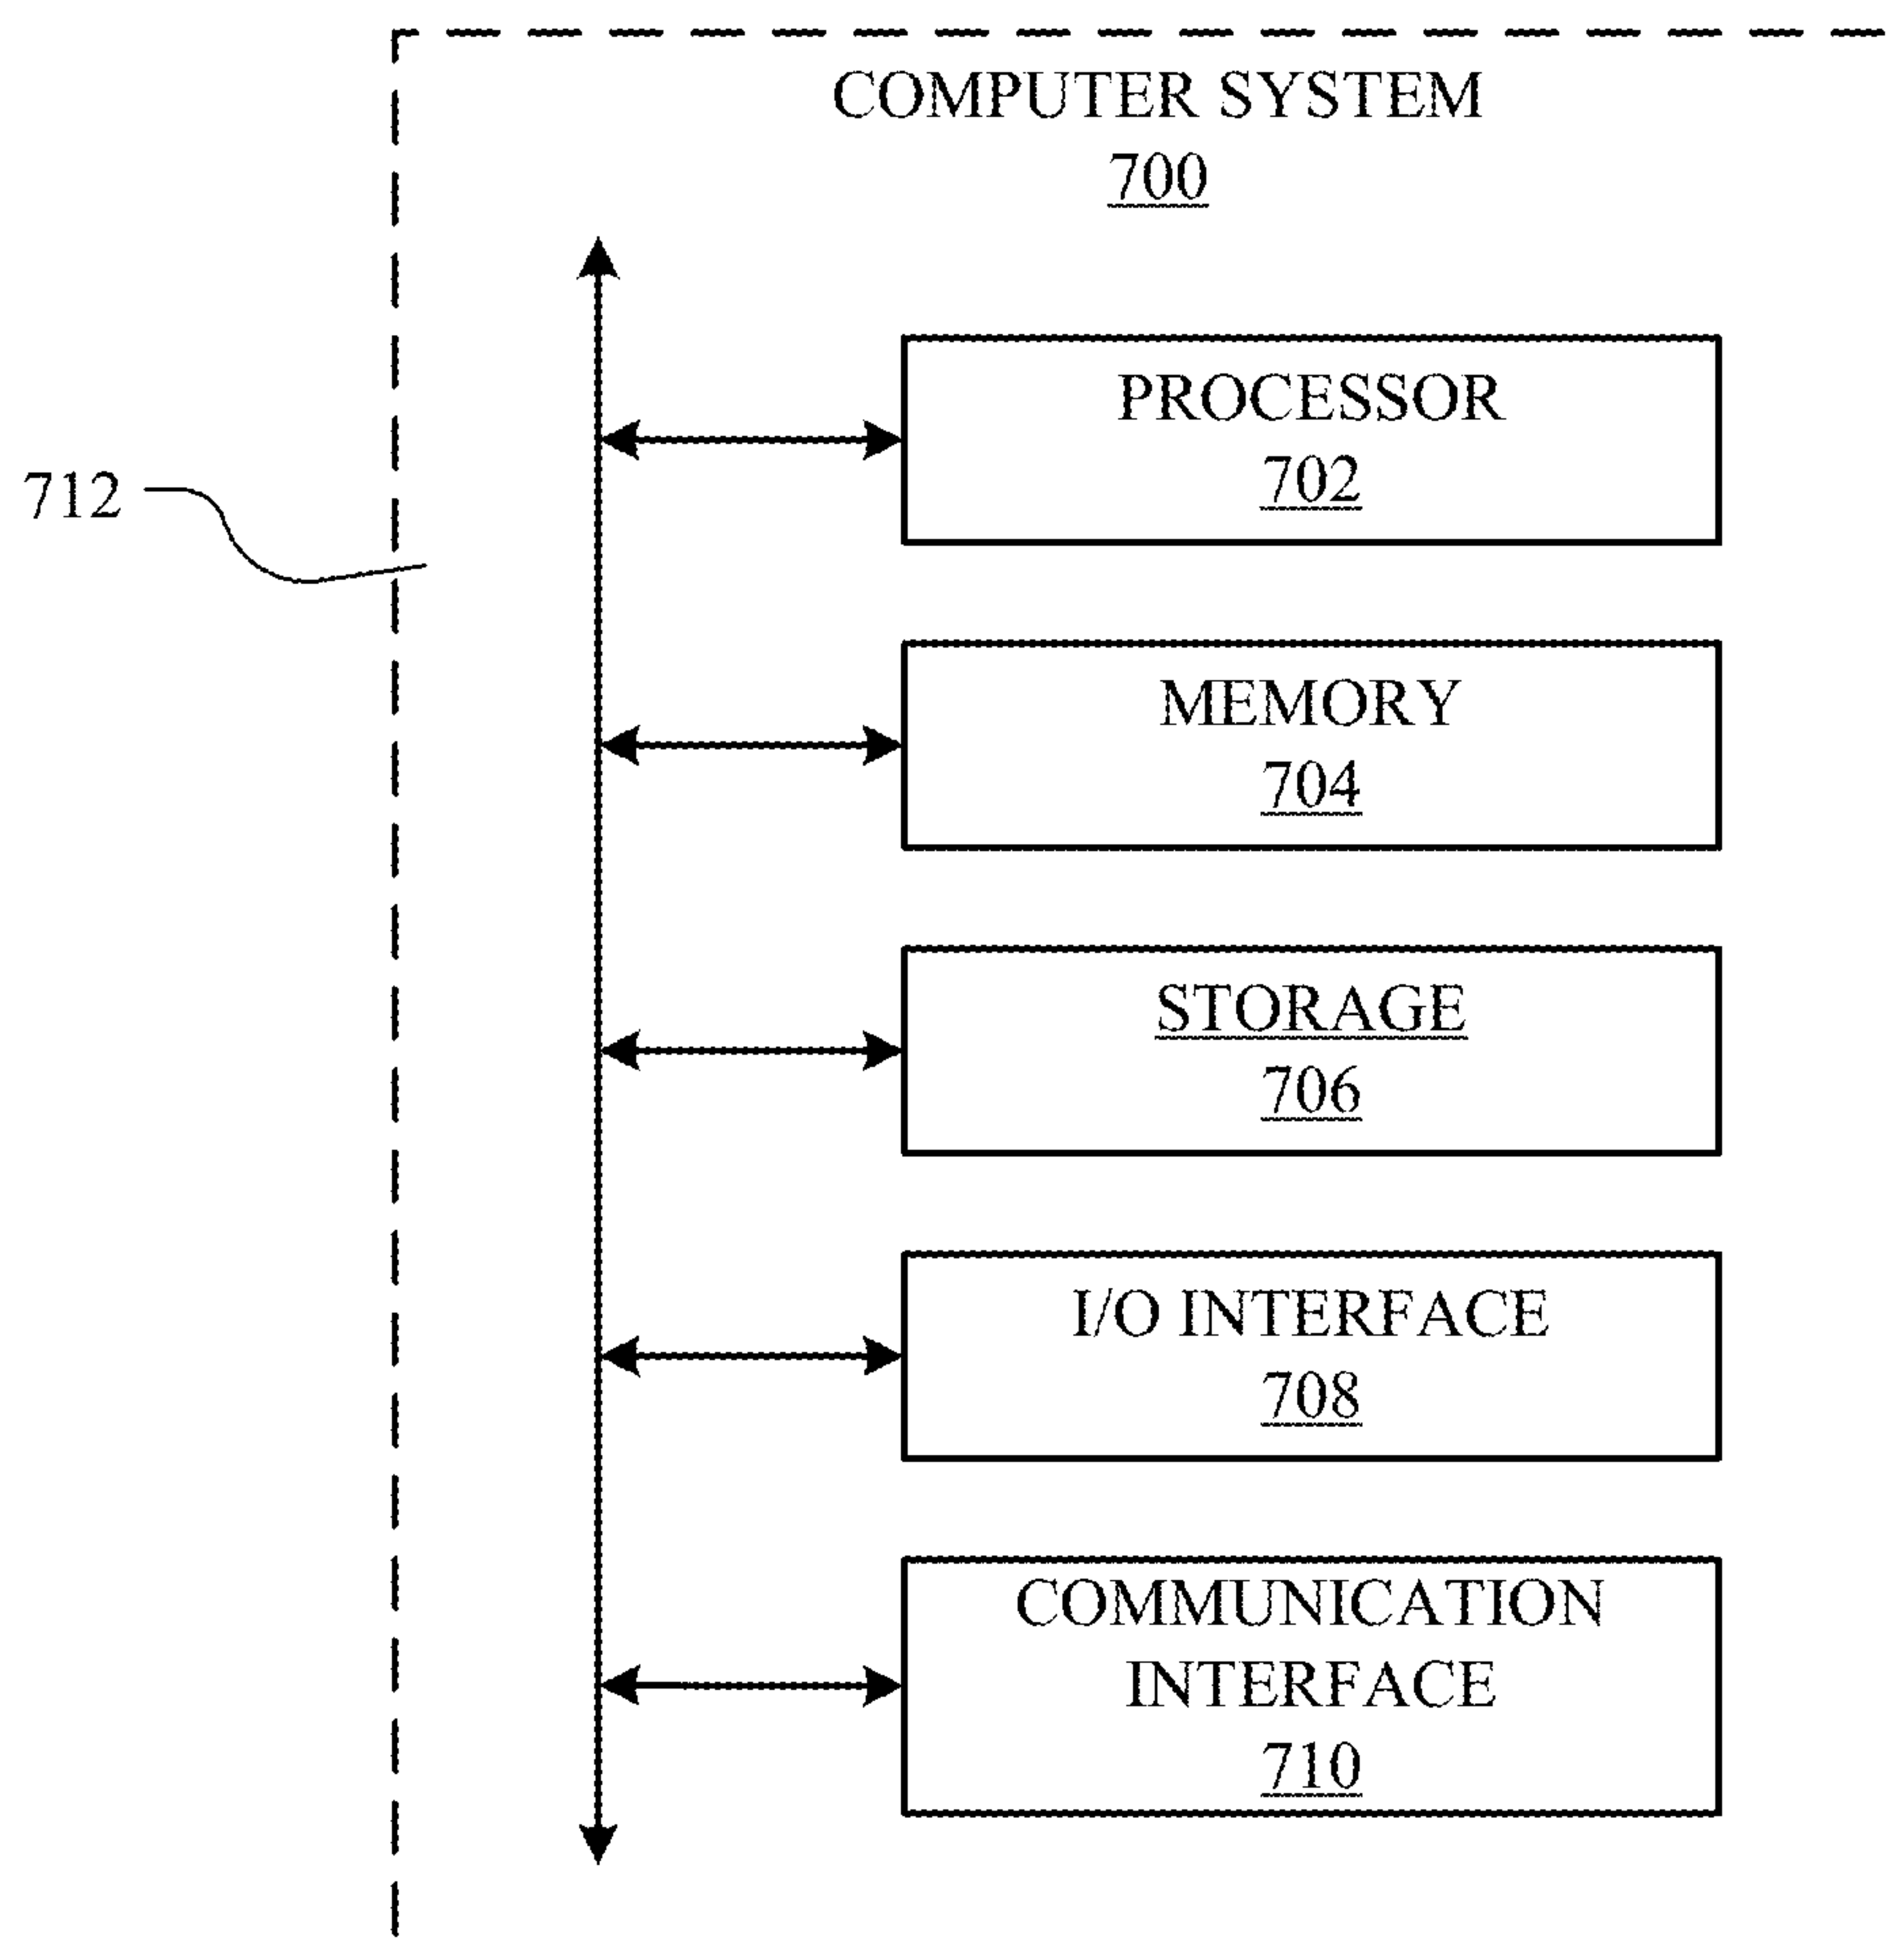 COMPUTER SYSTEM
700
PROCESSOR
702
712
MEMORY
704
STORAGE
706
I/O INTERFACE
708
COMMUNICATION
INTERFACE
710